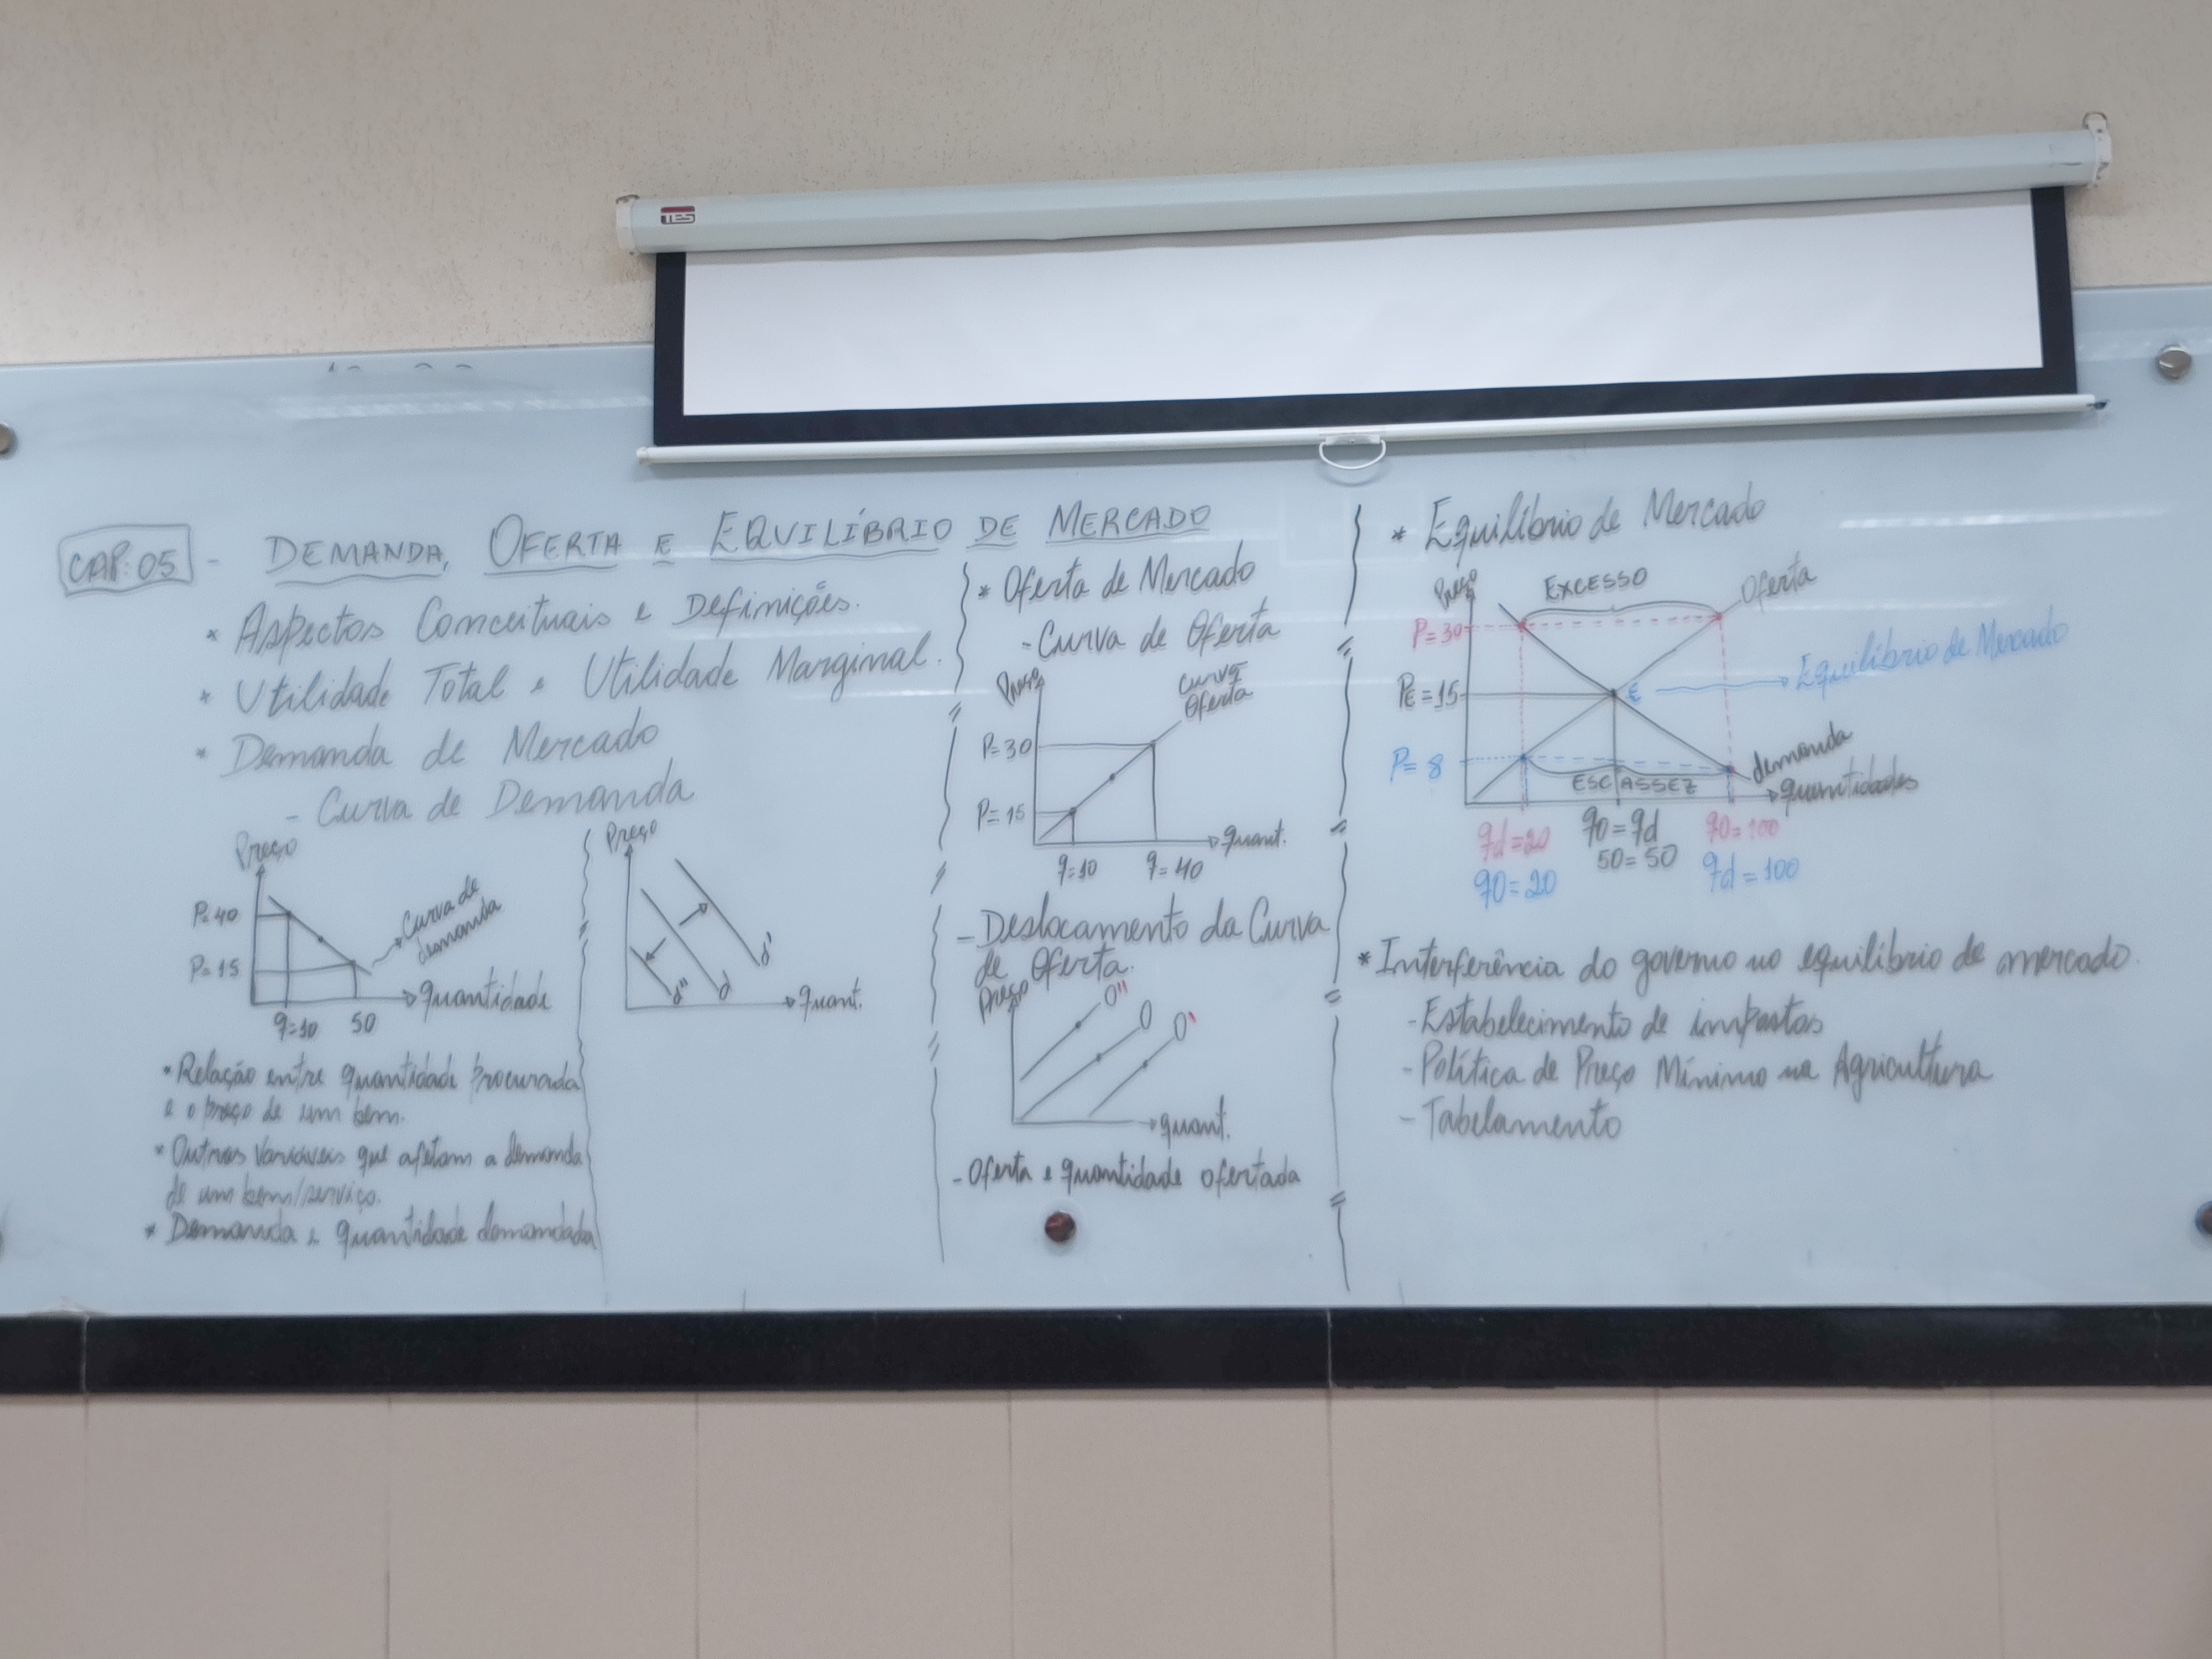 TES
CAP: 05 - DEMANDA, OFERTA E EQUILÍBRIO DE MERCADO
* Aspectos Conceituais e Definições.
* Utilidade Total e Utilidade Marginal.
* Demanda de Mercado
- Curva de Demanda
Preço
P=40
P=15
Curva de
demanda
quantidade
q=10 50
Preço
d'
d
d"
quant.
* Relação entre quantidade procurada
e o preço de um bem.
* Outras Variáveis que afetam a demanda
de um bem/serviço.
* Demanda e quantidade demandada
* Oferta de Mercado
- Curva de Oferta
Preço
Curva
Oferta
P=30
P=15
quant.
q=10 q=40
- Deslocamento da Curva
de Oferta.
Preço
O" O O'
quant.
- Oferta e quantidade ofertada
* Equilíbrio de Mercado
Preço
EXCESSO
Oferta
P=30
Equilíbrio de Mercado
PE=15
E
P=8
demanda
ESCASSEZ
quantidades
qd=20 qo=qd qo=100
qo=20 50=50 qd=100
* Interferência do governo no equilíbrio de mercado.
- Estabelecimento de impostos
- Política de Preço Mínimo na Agricultura
- Tabelamento